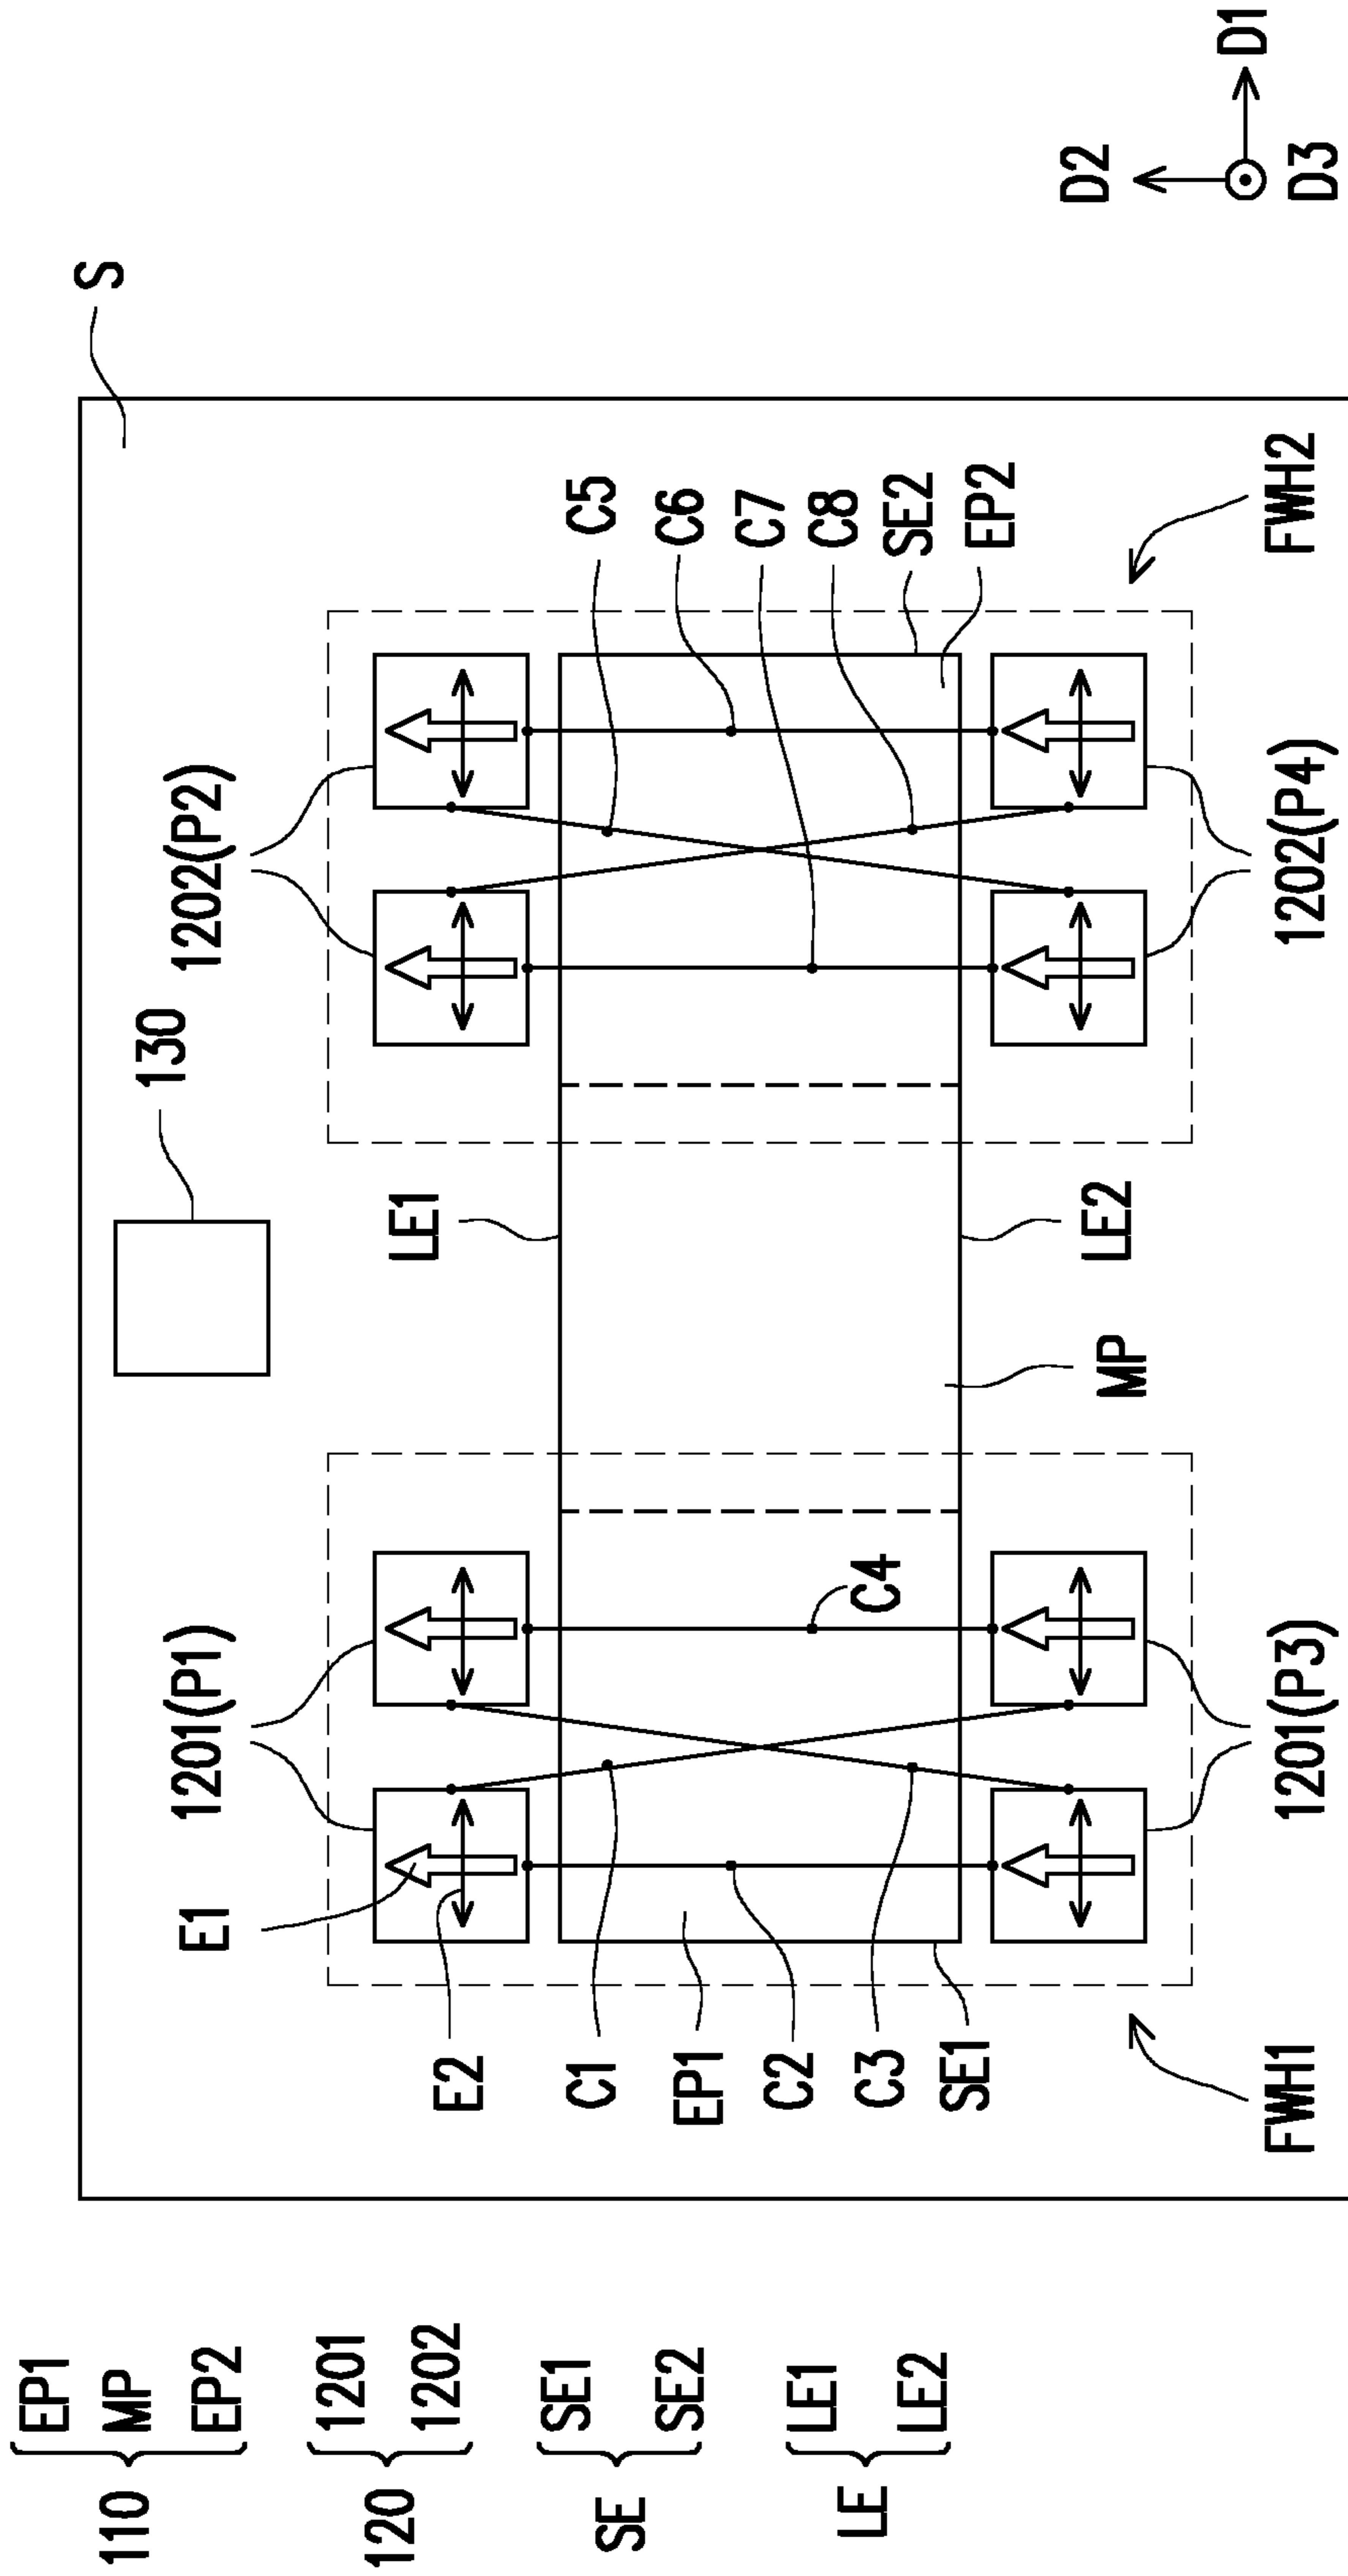 110 { EP1 MP EP2
120 { 1201 1202
SE { SE1 SE2
LE { LE1 LE2
S
130
1201(P1)
1202(P2)
E1
E2
LE1
C1
C5
EP1
C6
C2
C7
C3
C4
C8
SE1
SE2
EP2
MP
LE2
FWH1
1201(P3)
1202(P4)
FWH2
D2
D1
D3